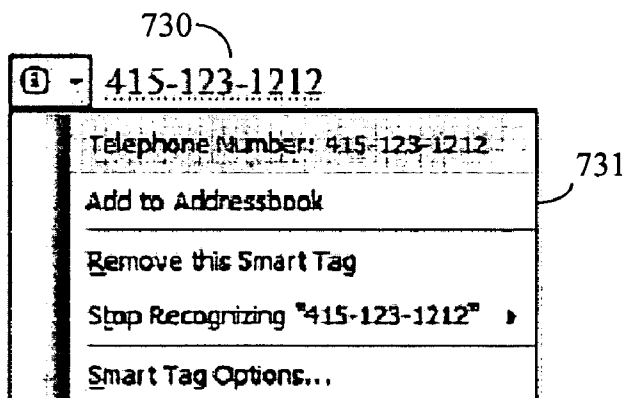 730
415-123-1212
Telephone Number: 415-123-1212
731
Add to Addressbook
Remove this Smart Tag
Stop Recognizing "415-123-1212"
Smart Tag Options...